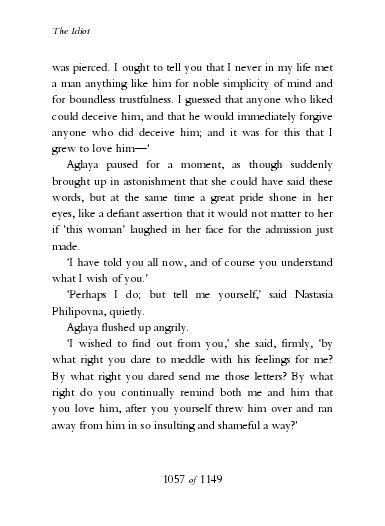 The Idiot
was pierced. I ought to tell you that I never in my life met
a man anything like him for noble simplicity of mind and
for boundless trustfulness. I guessed that anyone who liked
could deceive him, and that he would immediately forgive
anyone who did deceive him; and it was for this that I
grew to love him—‘
Aglaya paused for a moment, as though suddenly
brought up in astonishment that she could have said these
words, but at the same time a great pride shone in her
eyes, like a defiant assertion that it would not matter to her
if ‘this woman’ laughed in her face for the admission just
made.
‘I have told you all now, and of course you understand
what I wish of you.’
‘Perhaps I do; but tell me yourself,’ said Nastasia
Philipovna, quietly.
Aglaya flushed up angrily.
‘I wished to find out from you,’ she said, firmly, ‘by
what right you dare to meddle with his feelings for me?
By what right you dared send me those letters? By what
right do you continually remind both me and him that
you love him, after you yourself threw him over and ran
away from him in so insulting and shameful a way?’
1057 of 1149